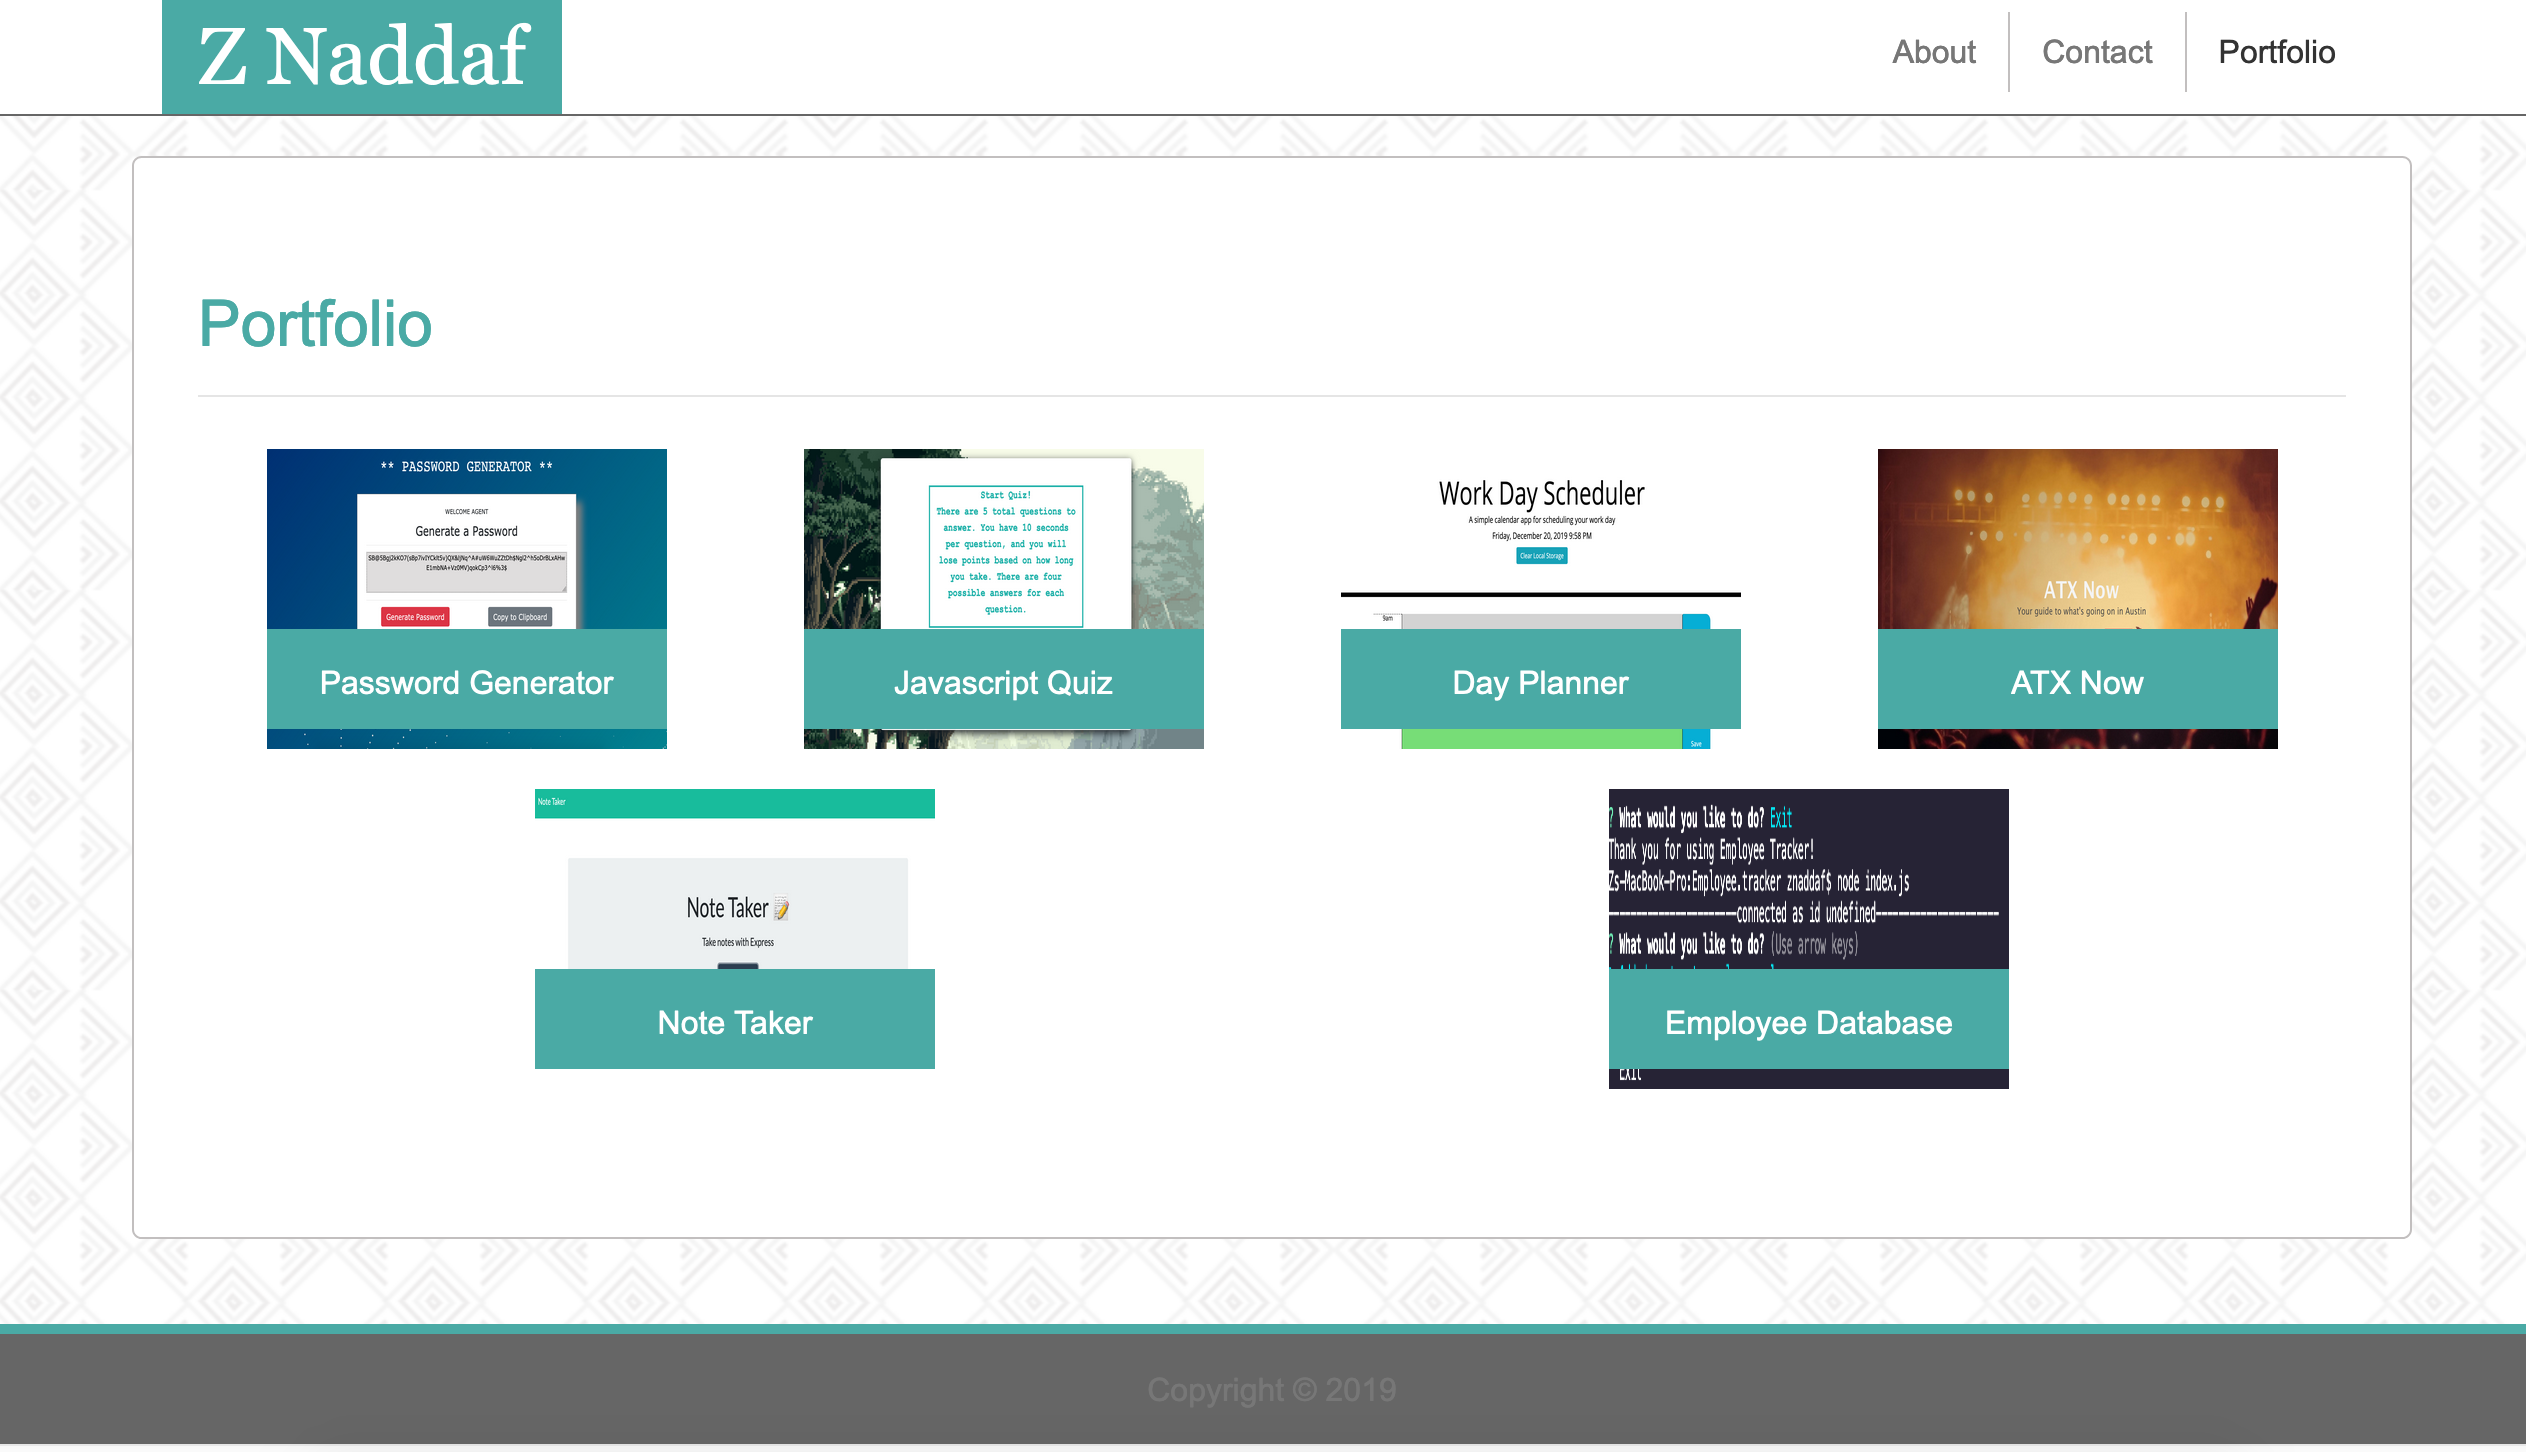 Z Naddaf
About
Contact
Portfolio
Portfolio
** PASSWORD GENERATOR **
WELCOME AGENT
Generate a Password
Generate Password
Copy to Clipboard
Password Generator
Start Quiz!
There are 5 total questions to
answer. You have 10 seconds
per question, and you will
lose points based on how long
you take. There are four
possible answers for each
question.
Javascript Quiz
Work Day Scheduler
A simple calendar app for scheduling your work day
Friday, December 20, 2019 9:58 PM
Clear Local Storage
9am
Day Planner
Save
ATX Now
Your guide to what's going on in Austin
ATX Now
Note Taker
Note Taker
Take notes with Express
Note Taker
? What would you like to do? Exit
Thank you for using Employee Tracker!
Zs-MacBook-Pro:Employee.tracker znaddaf$ node index.js
--------------------connected as id undefined-------------------
? What would you like to do? (Use arrow keys)
Employee Database
Exit
Copyright © 2019